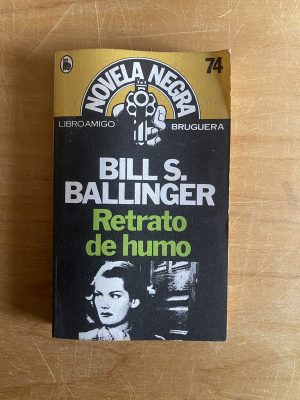 74
NOVELA NEGRA
LIBRO AMIGO
BRUGUERA
BILL S.
BALLINGER
Retrato
de humo